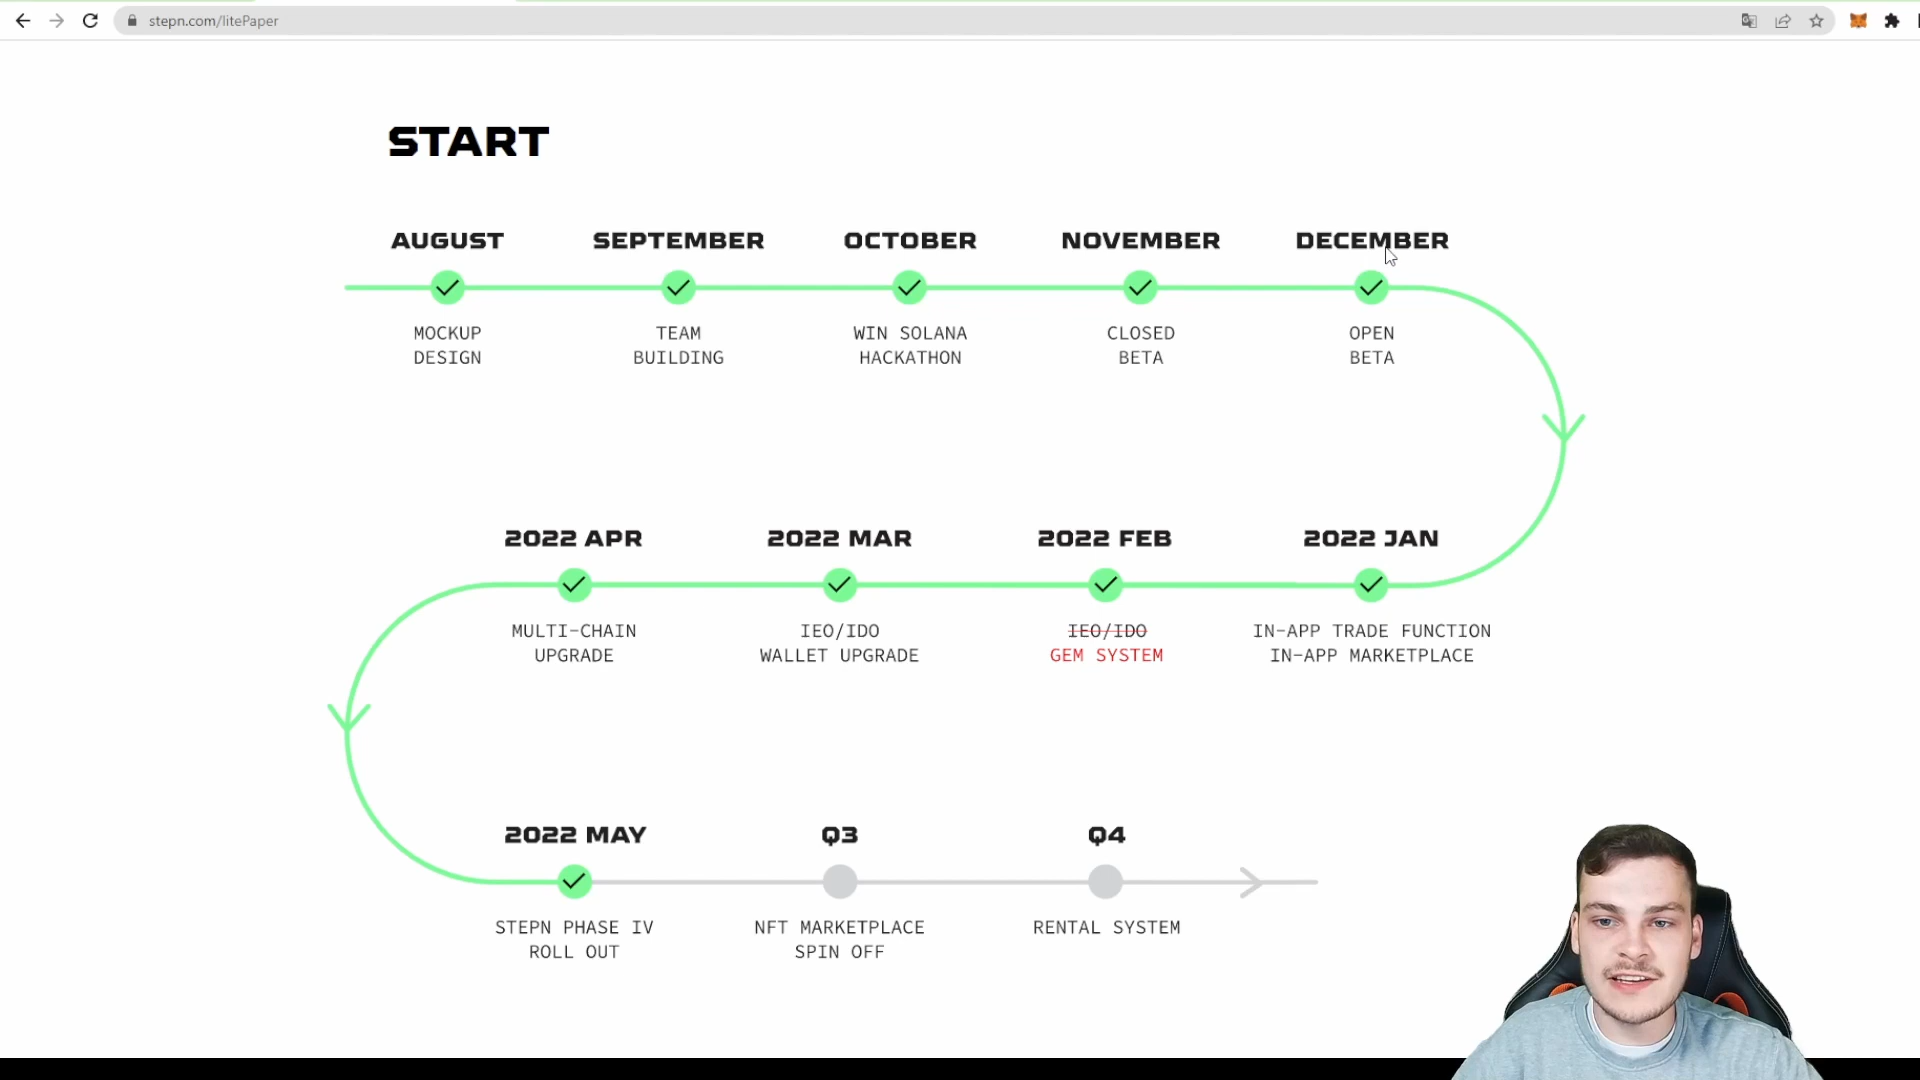 stepn.com/litePaper
START
AUGUST SEPTEMBER OCTOBER NOVEMBER DECEMBER
MOCKUP DESIGN
TEAM BUILDING
WIN SOLANA HACKATHON
CLOSED BETA
OPEN BETA
2022 APR 2022 MAR 2022 FEB 2022 JAN
MULTI-CHAIN UPGRADE
IEO/IDO WALLET UPGRADE
IEO/IDO GEM SYSTEM
IN-APP TRADE FUNCTION IN-APP MARKETPLACE
2022 MAY Q3 Q4
STEPN PHASE IV ROLL OUT
NFT MARKETPLACE SPIN OFF
RENTAL SYSTEM